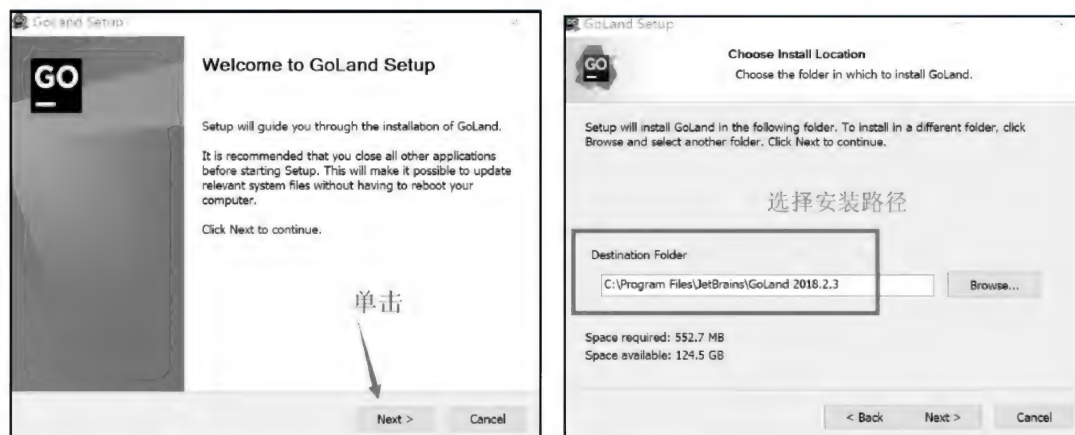 GoLand Setup
GO
Welcome to GoLand Setup
Setup will guide you through the installation of GoLand.
It is recommended that you close all other applications
before starting Setup. This will make it possible to update
relevant system files without having to reboot your
computer.
Click Next to continue.
单击
Next >
Cancel
GoLand Setup
GO
Choose Install Location
Choose the folder in which to install GoLand.
Setup will install GoLand in the following folder. To install in a different folder, click
Browse and select another folder. Click Next to continue.
选择安装路径
Destination Folder
C:\Program Files\JetBrains\GoLand 2018.2.3
Browse...
Space required: 552.7 MB
Space available: 124.5 GB
< Back
Next >
Cancel